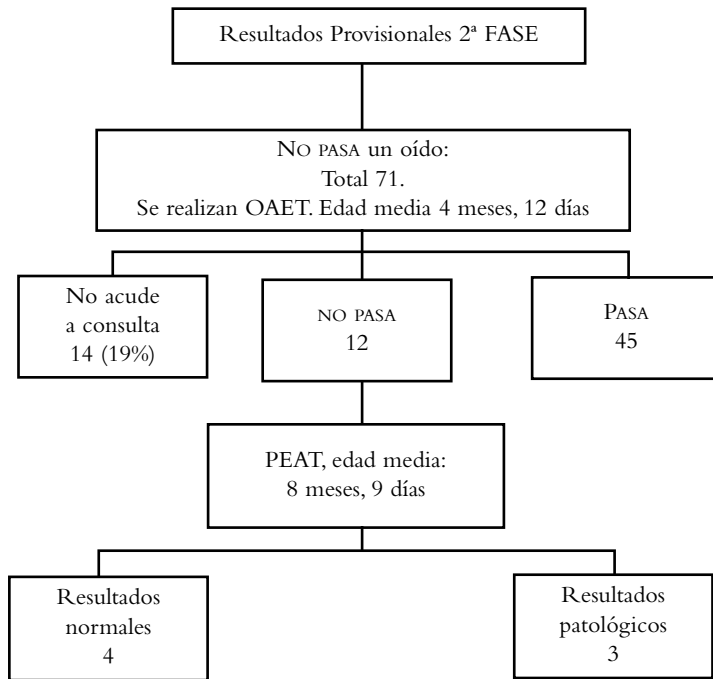 Resultados Provisionales 2ª FASE
NO PASA un oído:
Total 71.
Se realizan OAET. Edad media 4 meses, 12 días
No acude
a consulta
14 (19%)
NO PASA
12
PASA
45
PEAT, edad media:
8 meses, 9 días
Resultados
normales
4
Resultados
patológicos
3